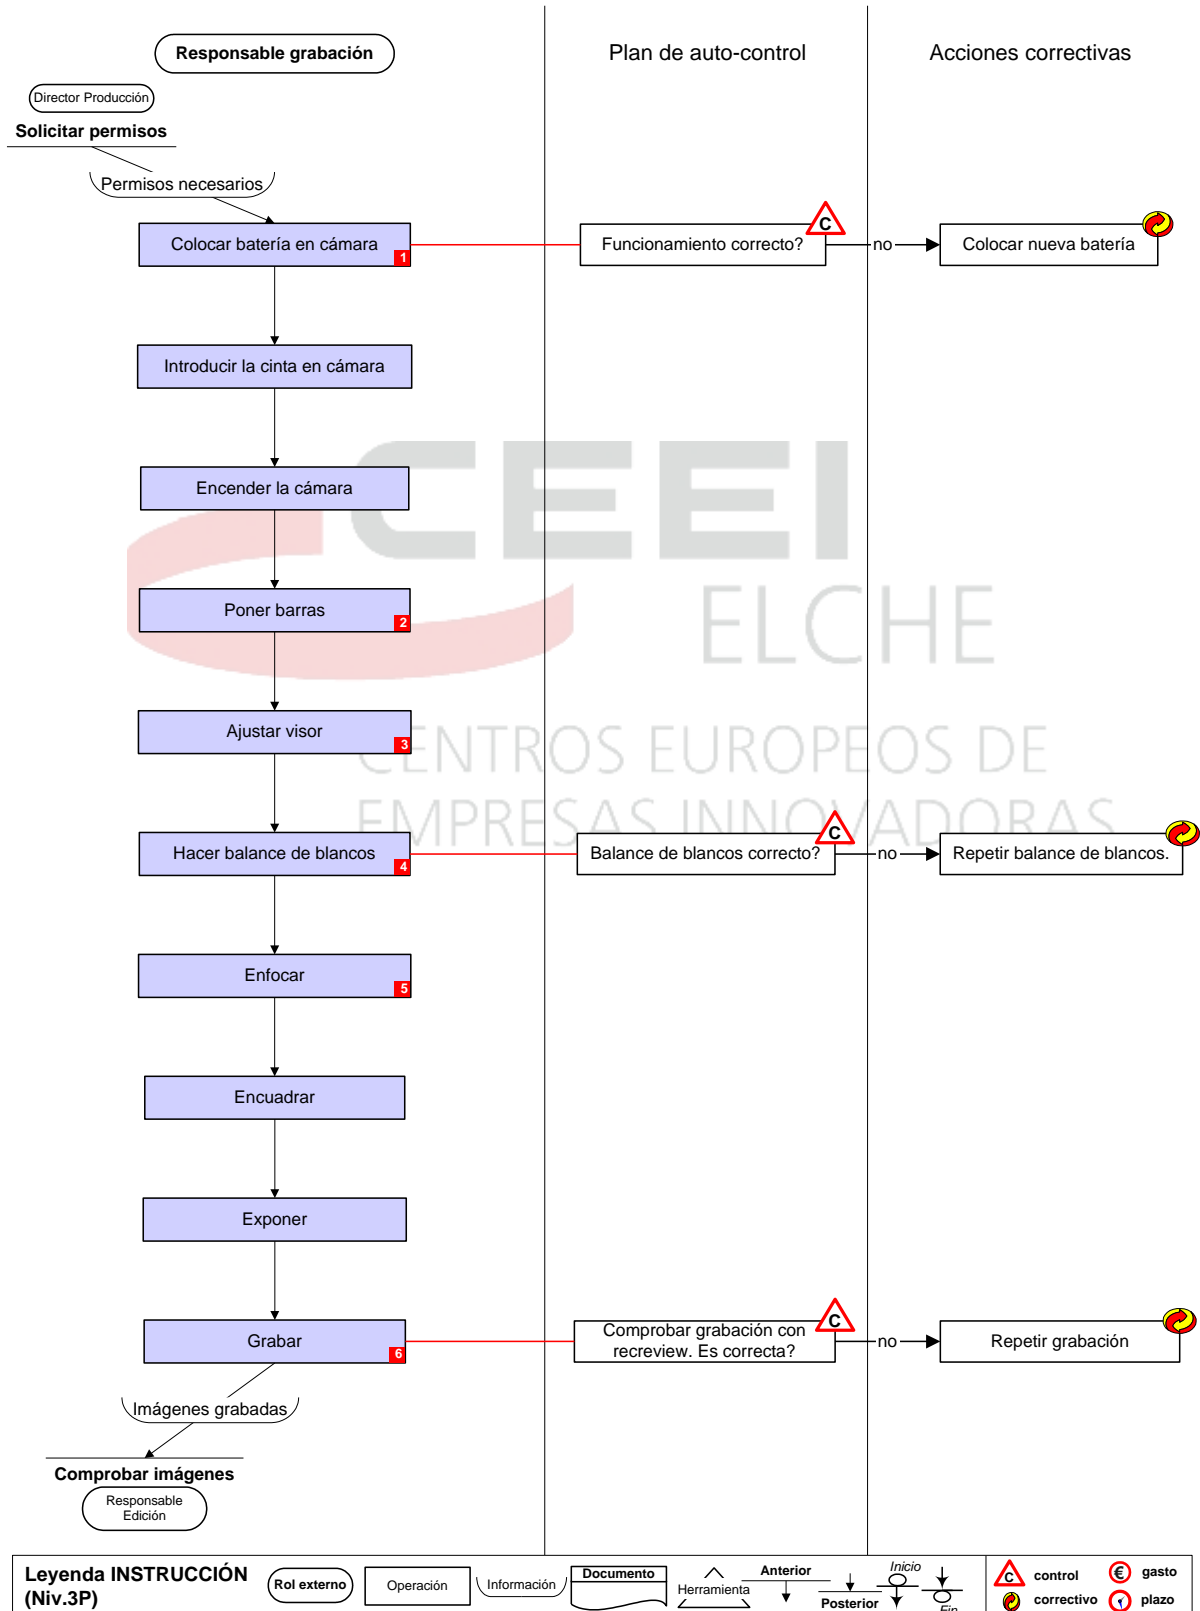 Responsable grabación
Plan de auto-control
Acciones correctivas
Director Producción
Solicitar permisos
Permisos necesarios
Colocar batería en cámara
1
Funcionamiento correcto?
C
no
Colocar nueva batería
Introducir la cinta en cámara
CEEI
Encender la cámara
Poner barras
2
ELCHE
Ajustar visor
3
CENTROS EUROPEOS DE
EMPRESAS INNOVADORAS
Hacer balance de blancos
4
Balance de blancos correcto?
C
no
Repetir balance de blancos.
Enfocar
5
Encuadrar
Exponer
Grabar
6
Comprobar grabación con
recreview. Es correcta?
C
no
Repetir grabación
Imágenes grabadas
Comprobar imágenes
Responsable
Edición
Leyenda INSTRUCCIÓN
(Niv.3P)
Rol externo
Operación
Información
Documento
Herramienta
Anterior
Posterior
Inicio
Fin
C
control
€
gasto
correctivo
plazo